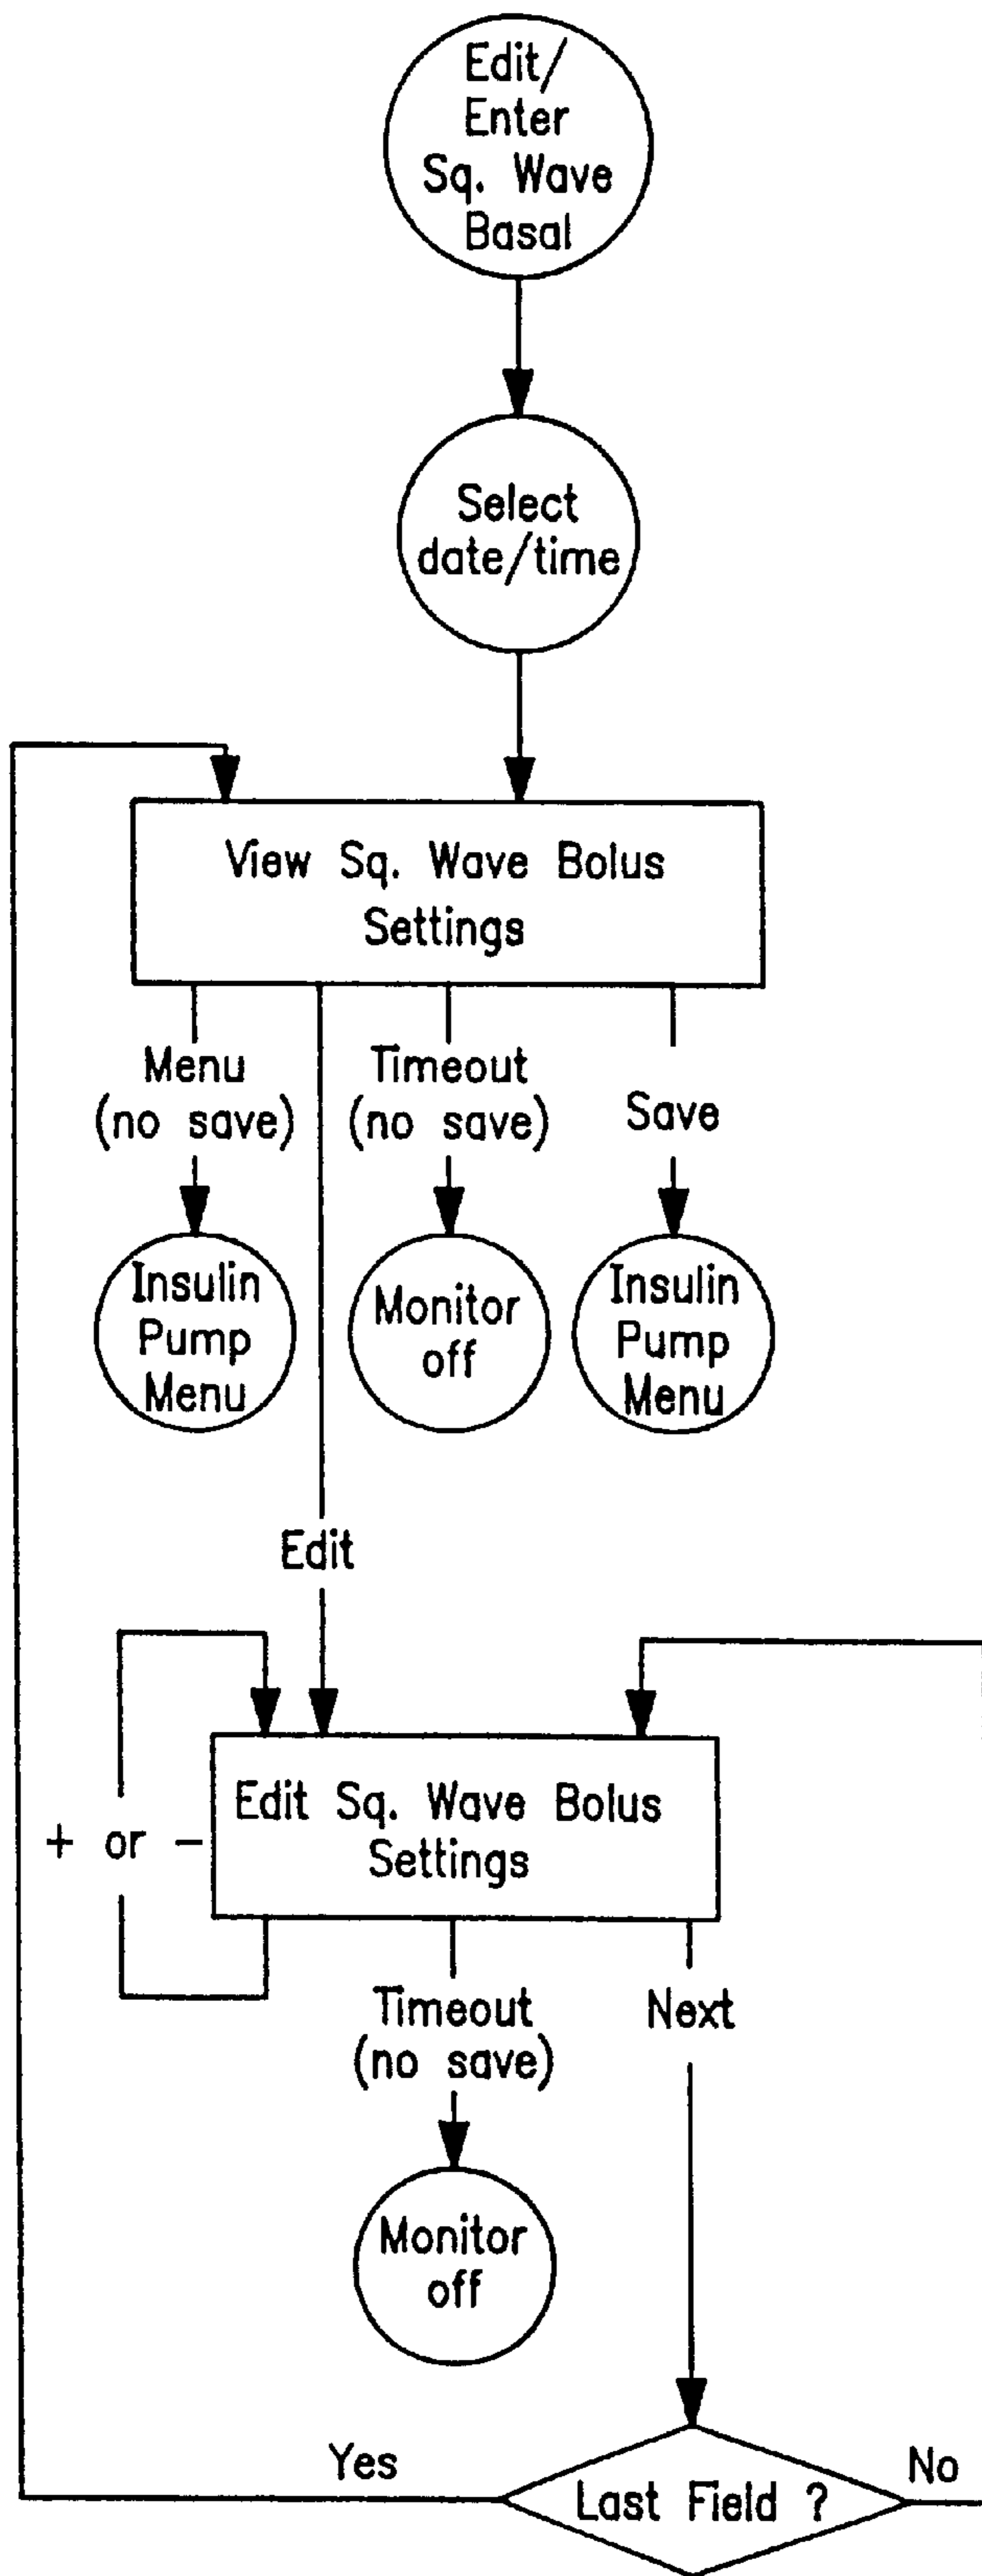 Edit/
Enter
Sq. Wave
Basal
Select
date/time
View Sq. Wave Bolus
Settings
Menu
(no save)
Timeout
(no save)
Save
Insulin
Pump
Menu
Monitor
off
Insulin
Pump
Menu
Edit
+ or -
Edit Sq. Wave Bolus
Settings
Timeout
(no save)
Next
Monitor
off
Yes
Last Field ?
No